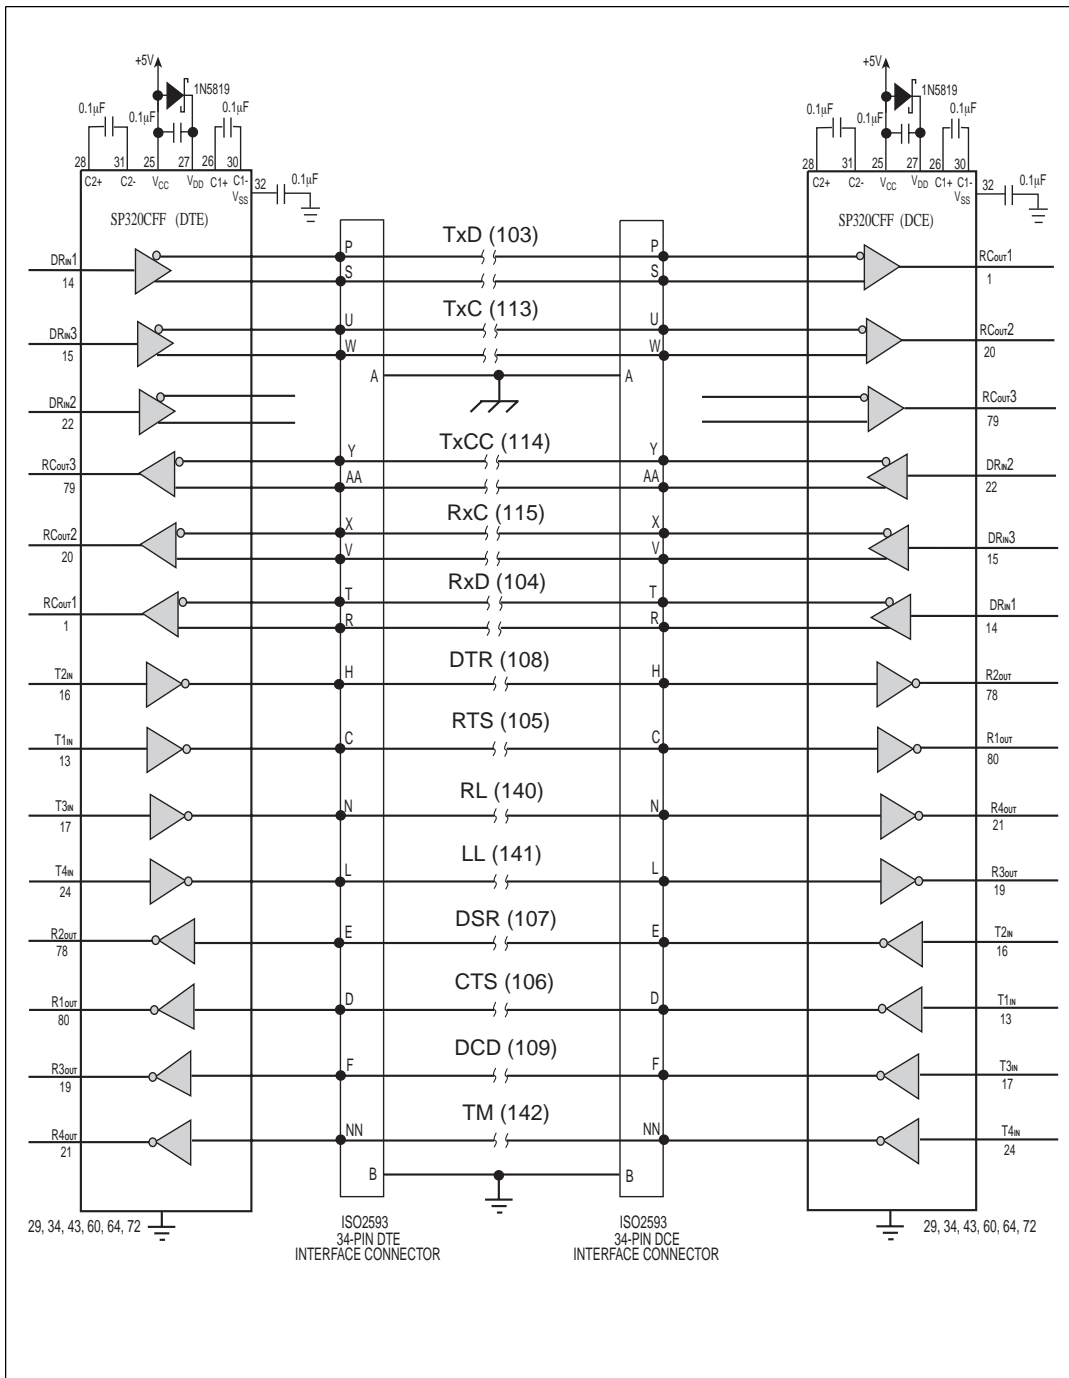 +5V +5V
1N5819 1N5819
0.1µF 0.1µF 0.1µF 0.1µF 0.1µF 0.1µF
28 31 25 27 26 30 28 31 25 27 26 30
C2+ C2- VCC VDD C1+ C1- C2+ C2- VCC VDD C1+ C1-
VSS 32 0.1µF VSS 32 0.1µF
SP320CFF (DTE) SP320CFF (DCE)
DRIN1 14 P S TxD (103) P S RCOUT1 1
DRIN3 15 U W TxC (113) U W RCOUT2 20
A A
DRIN2 22 RCOUT3 79
RCOUT3 79 Y AA TxCC (114) Y AA DRIN2 22
RCOUT2 20 X V RxC (115) X V DRIN3 15
RCOUT1 1 T R RxD (104) T R DRIN1 14
T2IN 16 H DTR (108) H R2OUT 78
T1IN 13 C RTS (105) C R1OUT 80
T3IN 17 N RL (140) N R4OUT 21
T4IN 24 L LL (141) L R3OUT 19
R2OUT 78 E DSR (107) E T2IN 16
R1OUT 80 D CTS (106) D T1IN 13
R3OUT 19 F DCD (109) F T3IN 17
R4OUT 21 NN TM (142) NN T4IN 24
B B
29, 34, 43, 60, 64, 72 29, 34, 43, 60, 64, 72
ISO2593
34-PIN DTE
INTERFACE CONNECTOR
ISO2593
34-PIN DCE
INTERFACE CONNECTOR